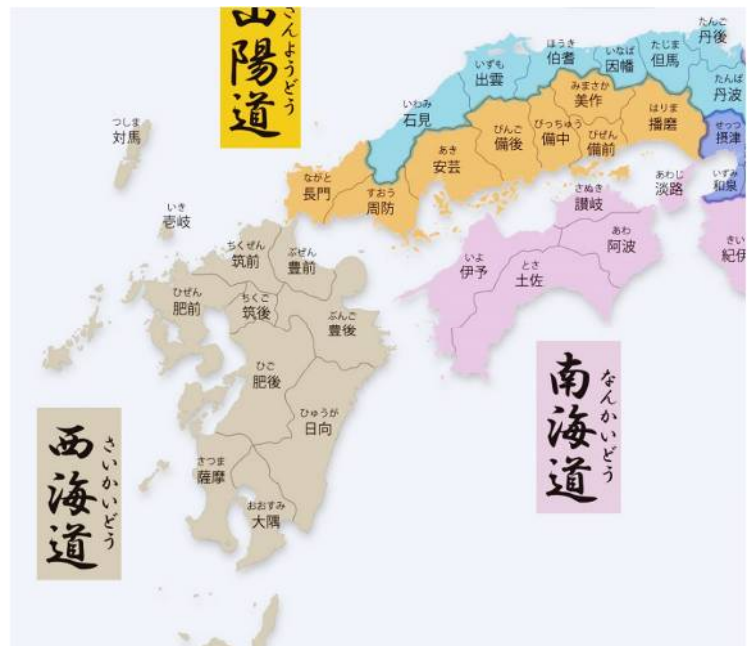 さんようどう
山陽道
たんご
丹後
ほうき
伯耆
いなば
因幡
たじま
但馬
いずも
出雲
たんば
丹波
みまさか
美作
いわみ
石見
はりま
播磨
せっつ
摂津
つしま
対馬
びんご
備後
びっちゅう
備中
びぜん
備前
あき
安芸
ながと
長門
すおう
周防
さぬき
讃岐
あわじ
淡路
いずみ
和泉
いき
壱岐
あわ
阿波
きい
紀伊
ちくぜん
筑前
ぶぜん
豊前
いよ
伊予
とさ
土佐
ひぜん
肥前
ちくご
筑後
ぶんご
豊後
ひご
肥後
ひゅうが
日向
なんかいどう
南海道
さいかいどう
西海道
さつま
薩摩
おおすみ
大隅